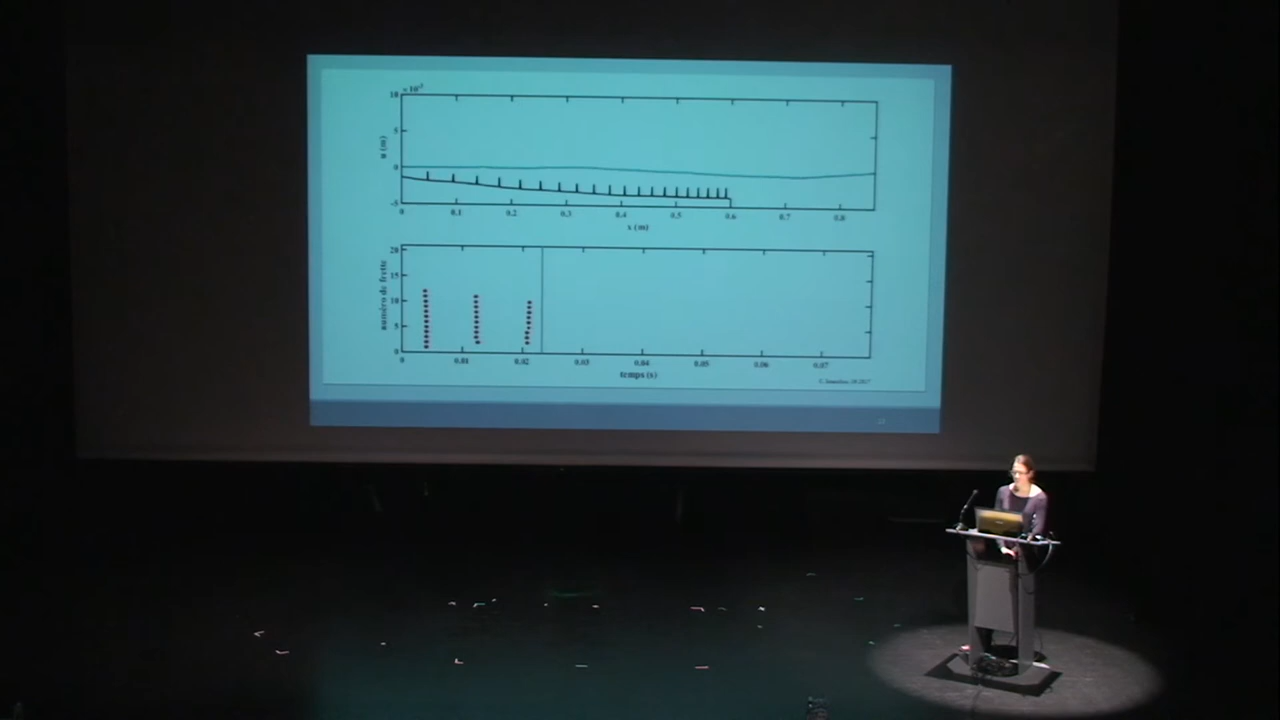 10
× 10
5
0
-5
u (m)
0 0.1 0.2 0.3 0.4 0.5 0.6 0.7 0.8
x (m)
20
15
10
5
0
numéro de frette
0 0.01 0.02 0.03 0.04 0.05 0.06 0.07
temps (s)